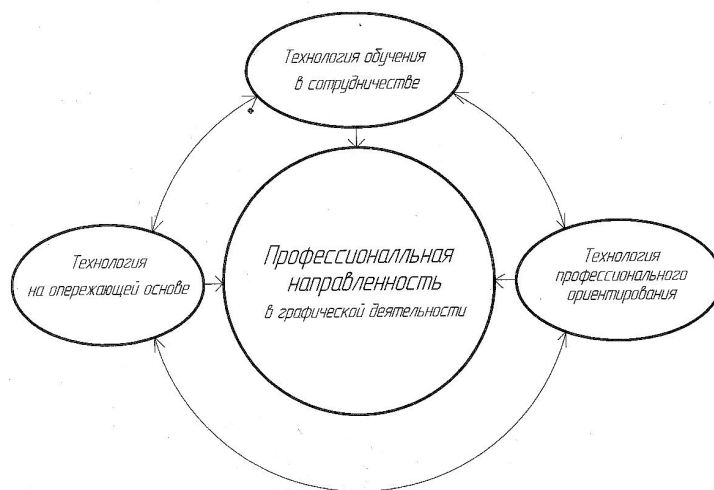 Технология обучения
в сотрудничестве
Технология
на опережающей основе
Профессионалльная
направленность
в графической деятельности
Технология
профессионального
ориентирования